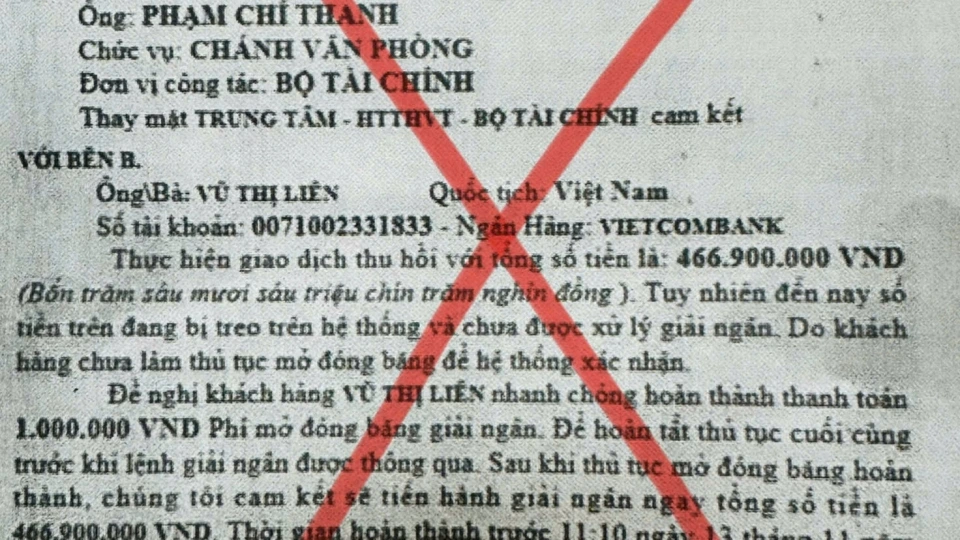 Ông: PHẠM CHÍ THANH
Chức vụ: CHÁNH VĂN PHÒNG
Đơn vị công tác: BỘ TÀI CHÍNH
Thay mặt TRUNG TÂM - HTTHVT - BỘ TÀI CHÍNH cam kết
VỚI BÊN B.
Ông\Bà: VŨ THỊ LIÊN Quốc tịch: Việt Nam
Số tài khoản: 0071002331833 - Ngân Hàng: VIETCOMBANK
Thực hiện giao dịch thu hồi với tổng số tiền là: 466.900.000 VND
(Bốn trăm sáu mươi sáu triệu chín trăm nghìn đồng ). Tuy nhiên đến nay số
tiền trên đang bị treo trên hệ thống và chưa được xử lý giải ngân. Do khách
hàng chưa làm thủ tục mở đóng băng để hệ thống xác nhận.
Đề nghị khách hàng VŨ THỊ LIÊN nhanh chóng hoàn thành thanh toán
1.000.000 VND Phí mở đóng băng giải ngân. Để hoàn tất thủ tục cuối cùng
trước khi lệnh giải ngân được thông qua. Sau khi thủ tục mở đóng băng hoàn
thành, chúng tôi cam kết sẽ tiến hành giải ngân ngay tổng số tiền là
466.900.000 VND. Thời gian hoàn thành trước 11:10 ngày 13 tháng 11 năm